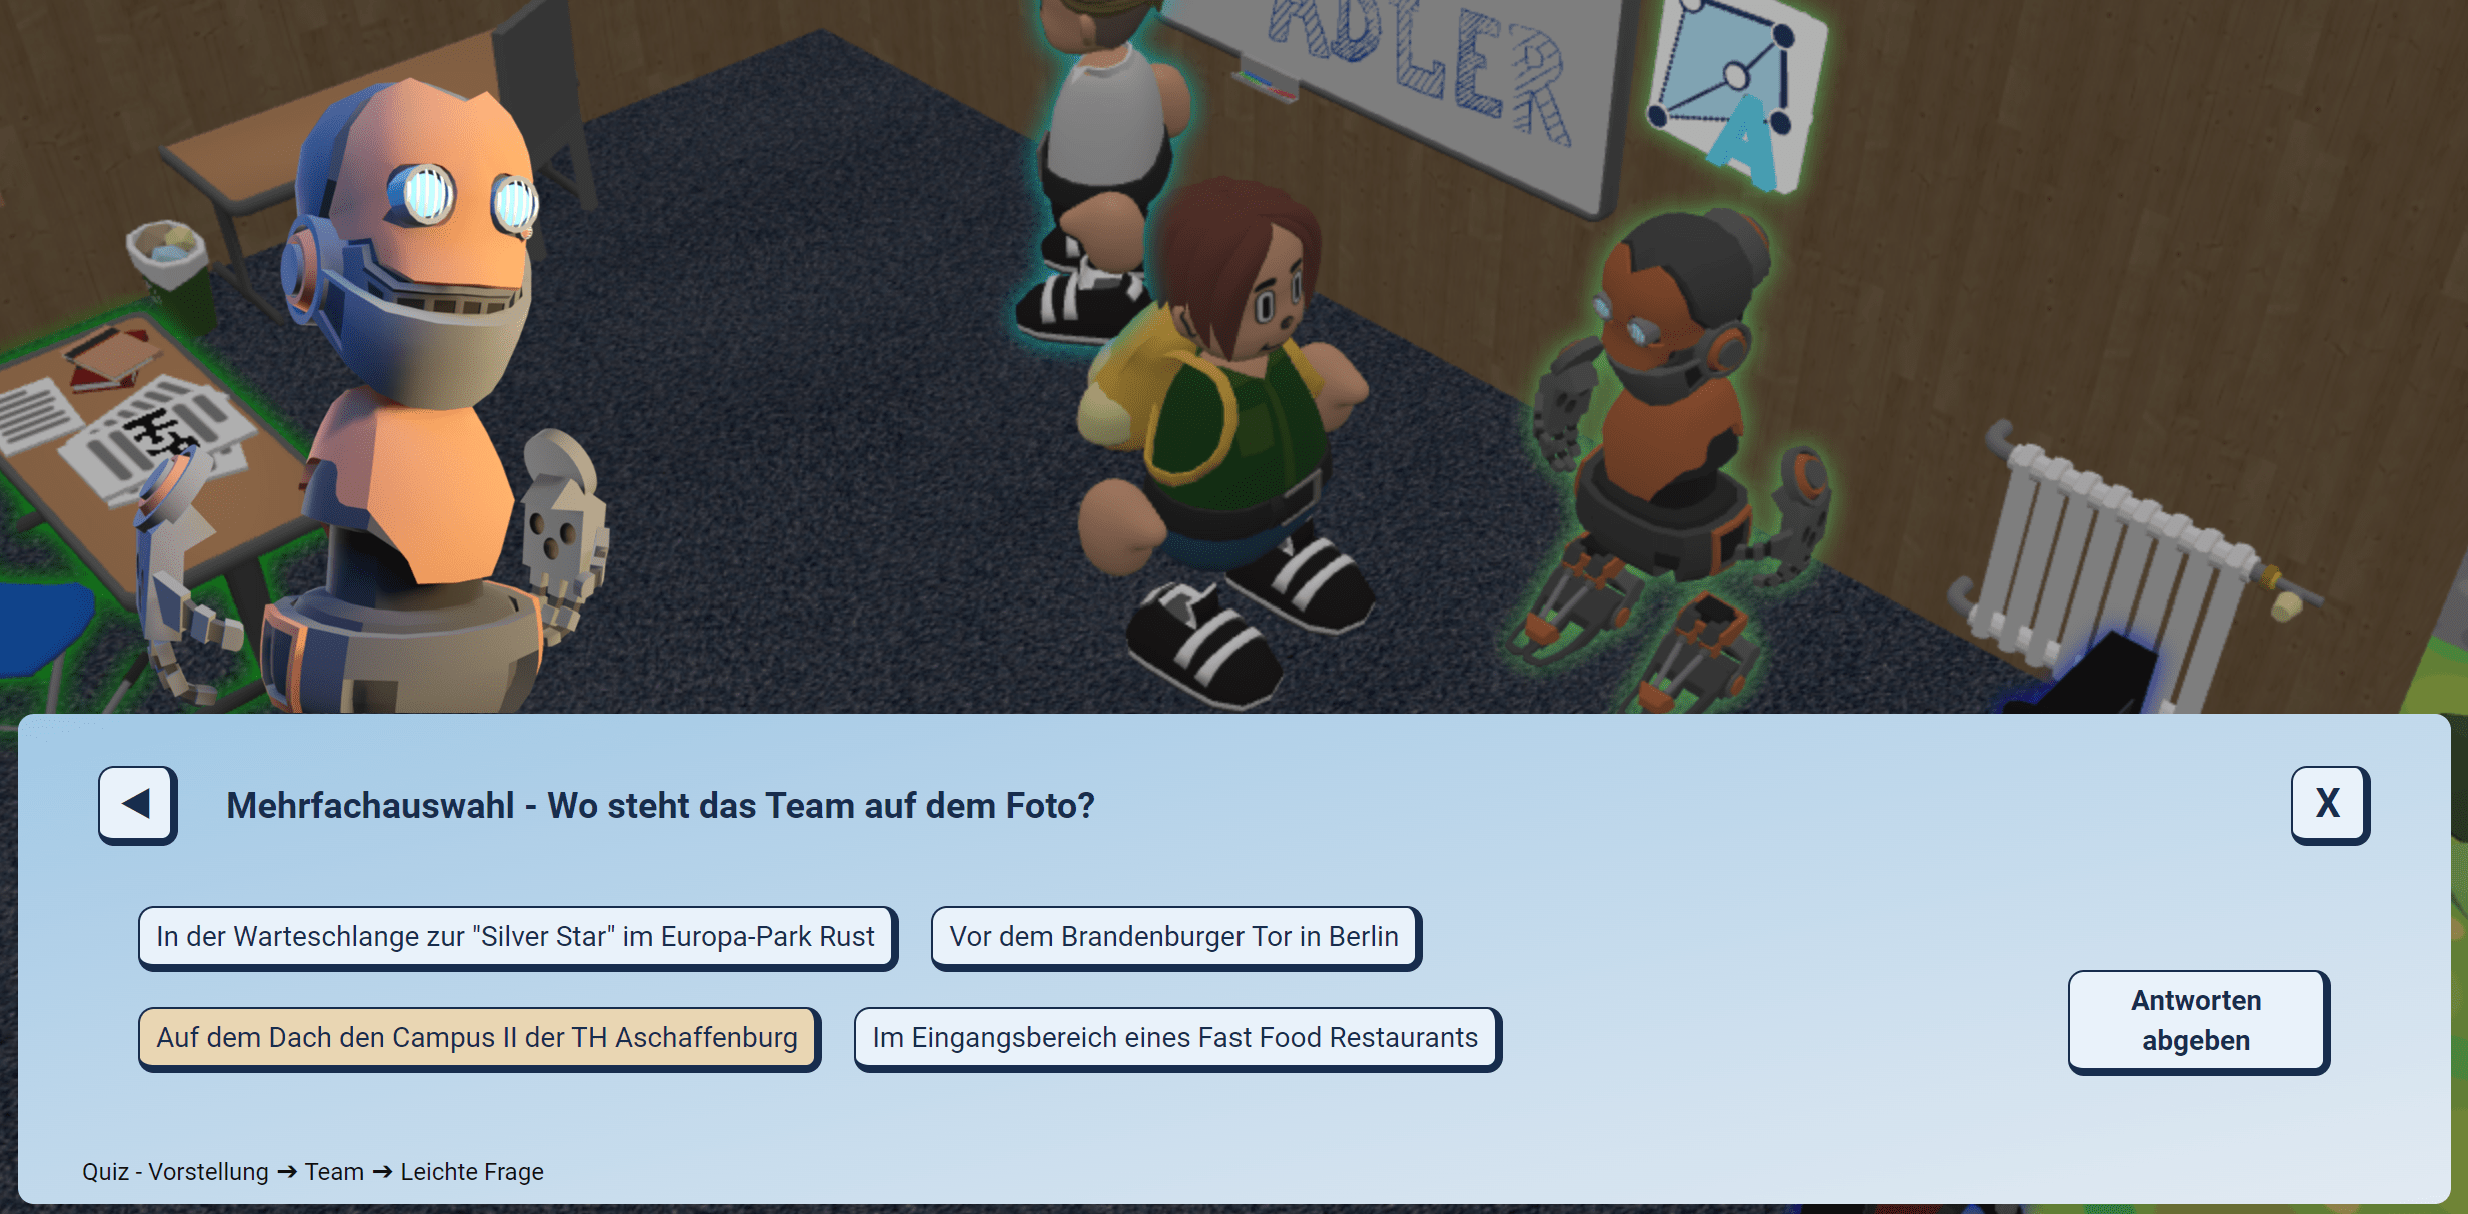 ADLER
A
Mehrfachauswahl - Wo steht das Team auf dem Foto?
X
In der Warteschlange zur "Silver Star" im Europa-Park Rust
Vor dem Brandenburger Tor in Berlin
Auf dem Dach den Campus II der TH Aschaffenburg
Im Eingangsbereich eines Fast Food Restaurants
Antworten
abgeben
Quiz - Vorstellung ➔ Team ➔ Leichte Frage